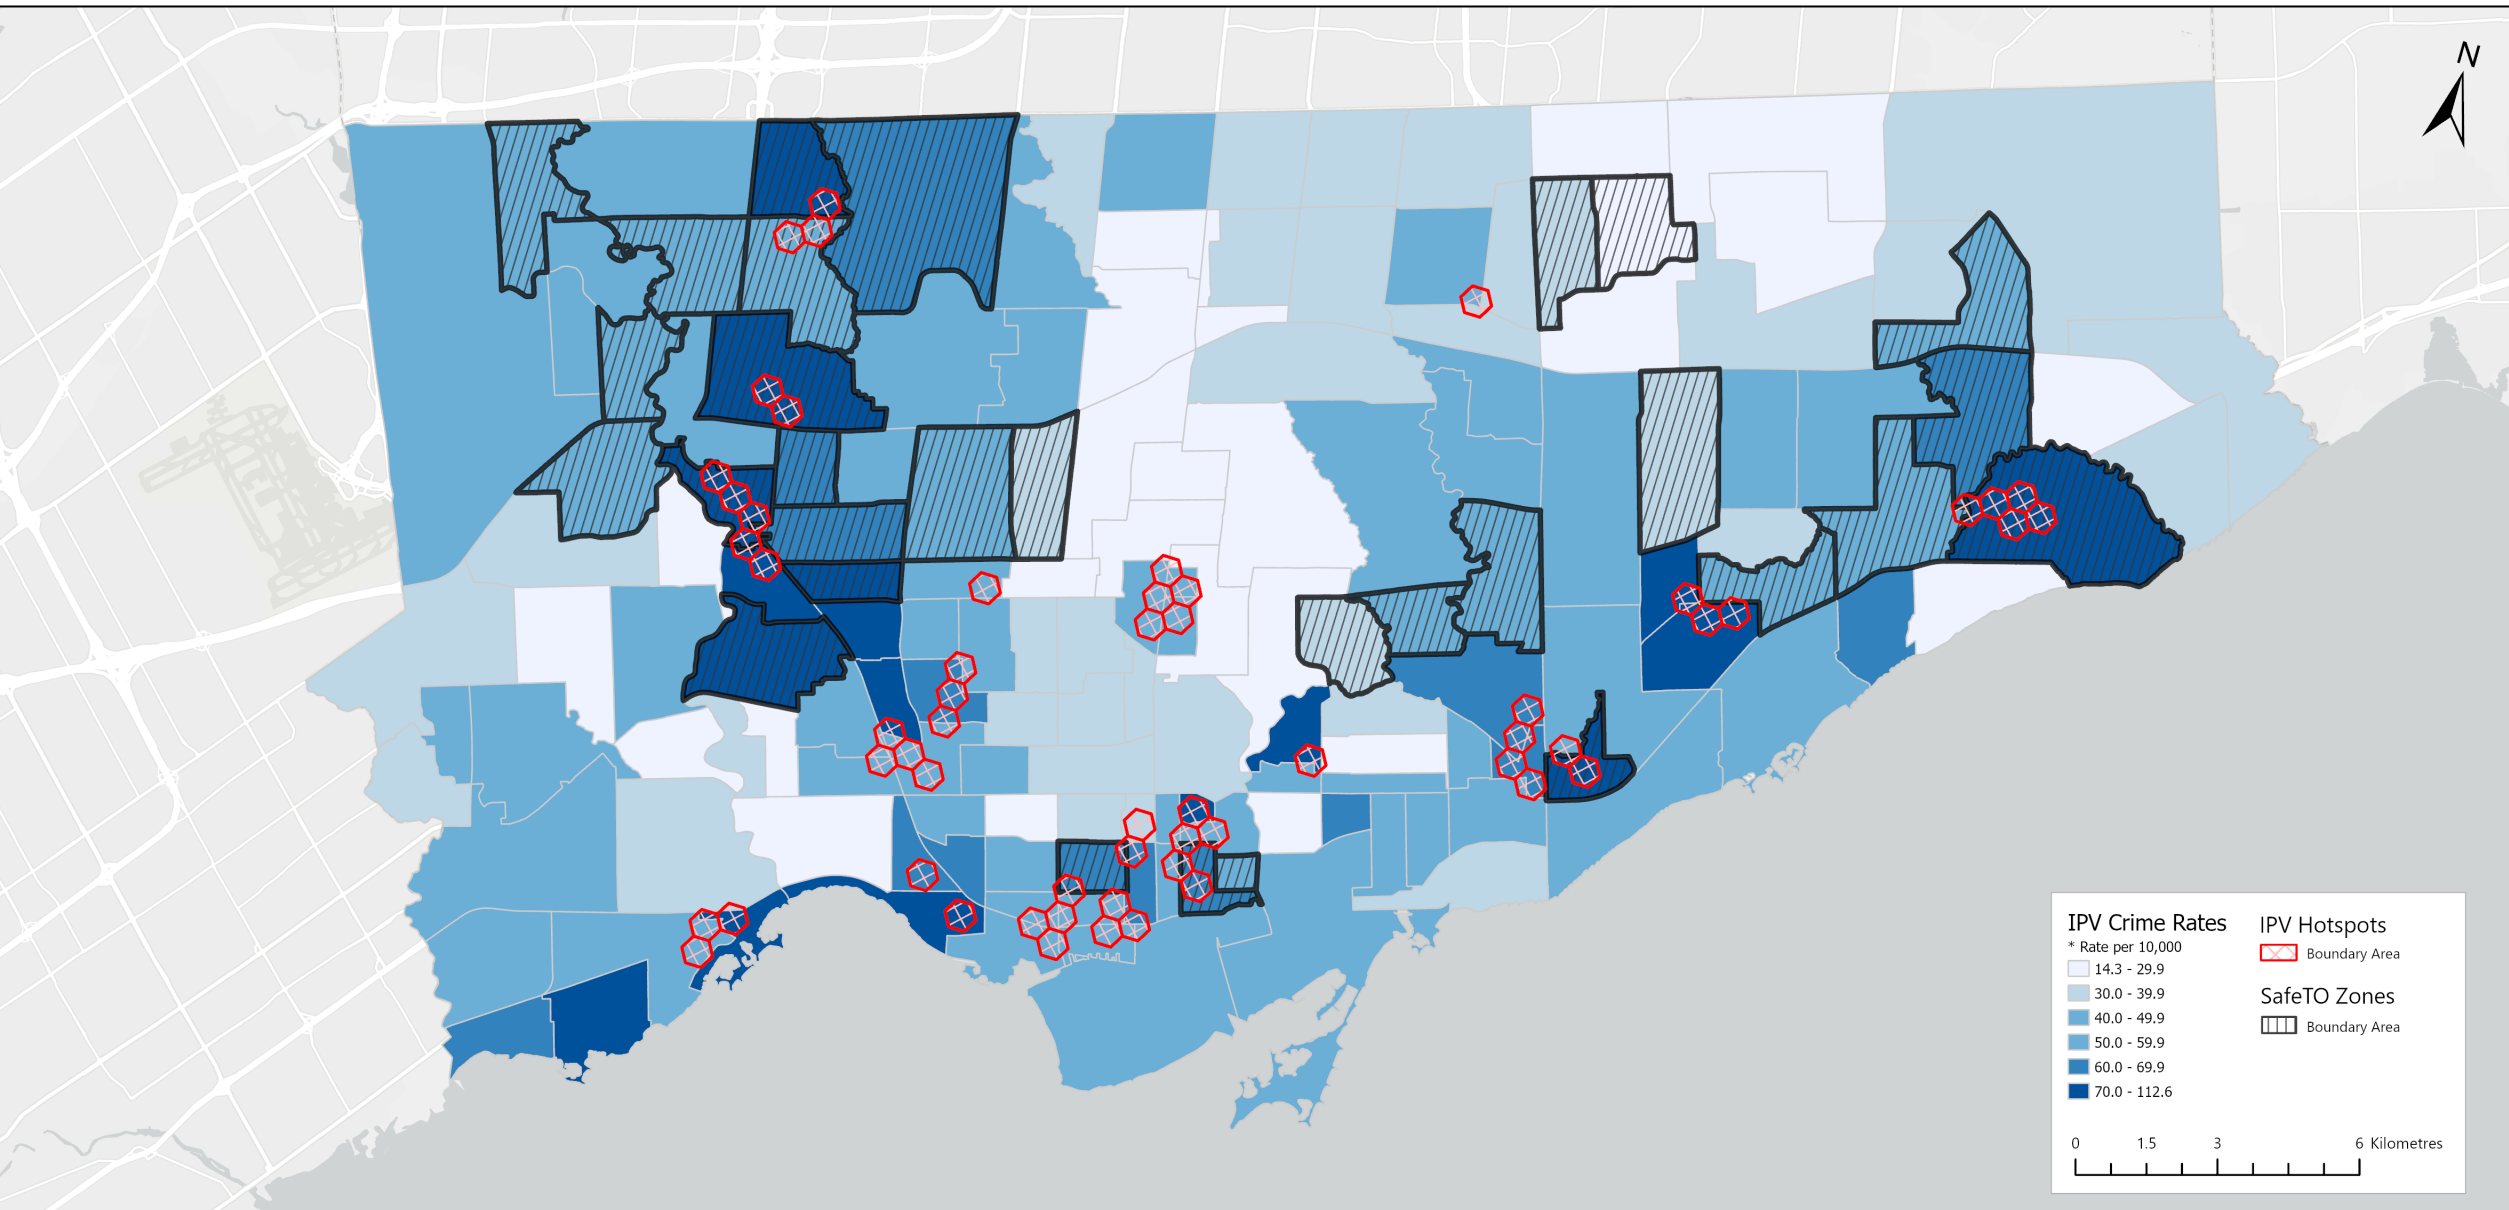 N
IPV Crime Rates
* Rate per 10,000
14.3 - 29.9
30.0 - 39.9
40.0 - 49.9
50.0 - 59.9
60.0 - 69.9
70.0 - 112.6
IPV Hotspots
Boundary Area
SafeTO Zones
Boundary Area
0 1.5 3 6 Kilometres